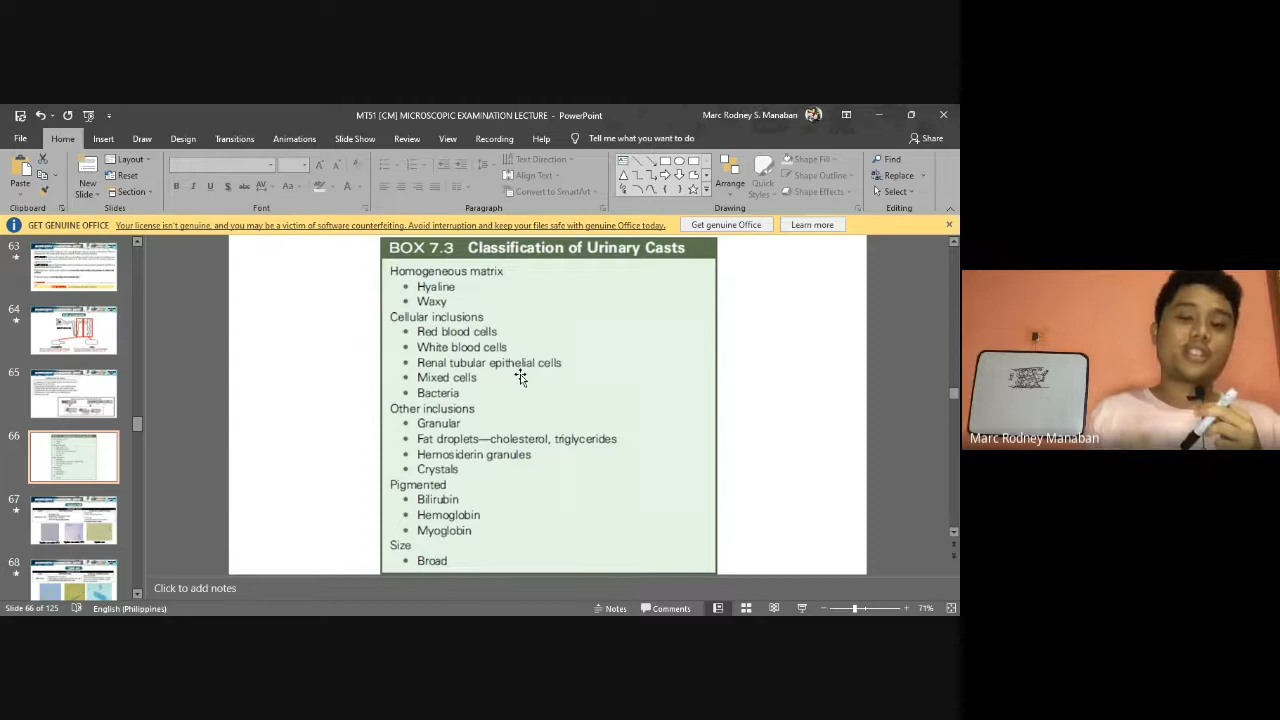 MT51 [CM] MICROSCOPIC EXAMINATION LECTURE - PowerPoint
Marc Rodney S. Manaban
File Home Insert Draw Design Transitions Animations Slide Show Review View Recording Help Tell me what you want to do
Share
Paste
Clipboard
New Slide
Layout
Reset
Section
Slides
B I U S abc AV Aa A
Font
Text Direction
Align Text
Convert to SmartArt
Paragraph
Arrange
Quick Styles
Shape Fill
Shape Outline
Shape Effects
Drawing
Find
Replace
Select
Editing
GET GENUINE OFFICE Your license isn't genuine, and you may be a victim of software counterfeiting. Avoid interruption and keep your files safe with genuine Office today.
Get genuine Office
Learn more
63
64
65
66
67
68
BOX 7.3 Classification of Urinary Casts
Homogeneous matrix
• Hyaline
• Waxy
Cellular inclusions
• Red blood cells
• White blood cells
• Renal tubular epithelial cells
• Mixed cells
• Bacteria
Other inclusions
• Granular
• Fat droplets—cholesterol, triglycerides
• Hemosiderin granules
• Crystals
Pigmented
• Bilirubin
• Hemoglobin
• Myoglobin
Size
• Broad
Click to add notes
Slide 66 of 125 English (Philippines) Notes Comments 71%
Marc Rodney Manaban